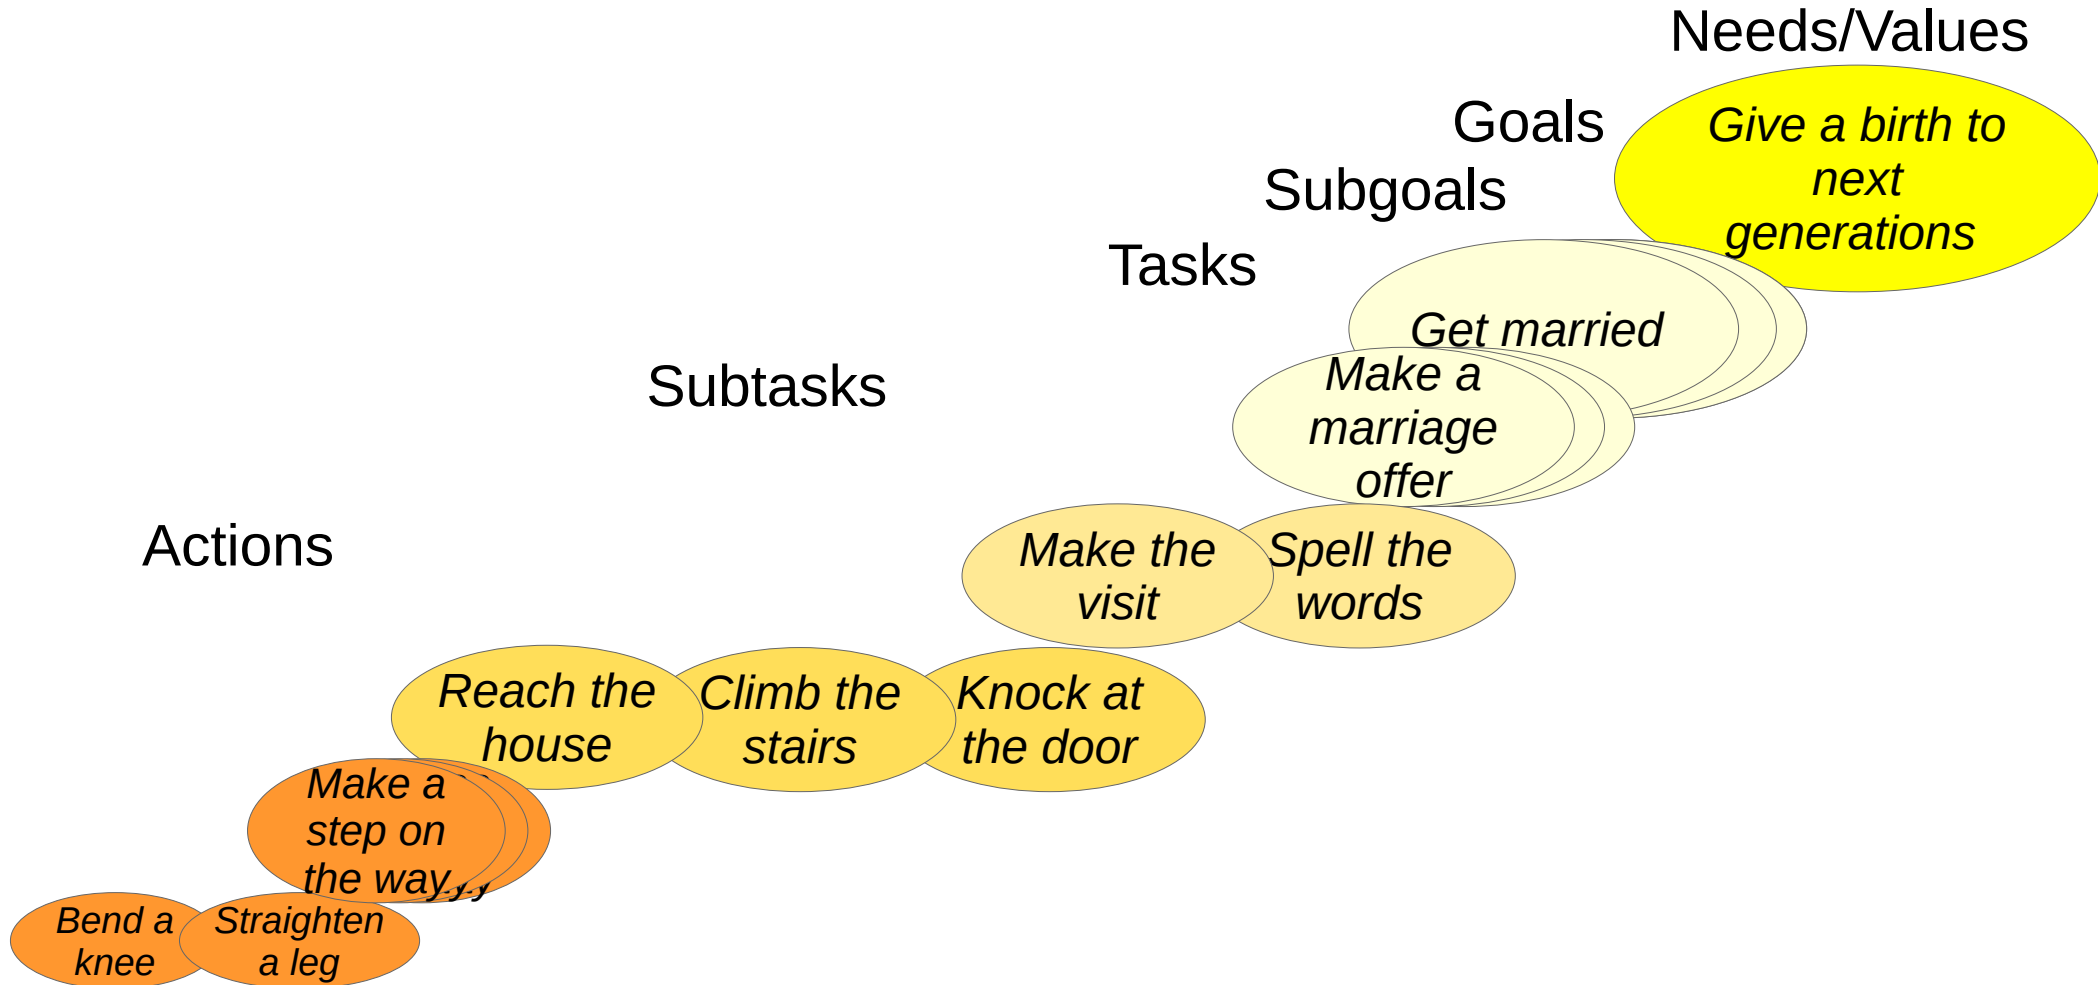 Needs/Values
Goals
Give a birth to
next
generations
Subgoals
Tasks
Get married
Subtasks
Make a
marriage
offer
Actions
Make the
visit
Spell the
words
Reach the
house
Climb the
stairs
Knock at
the door
Make a
step on
the way
Bend a
knee
Straighten
a leg